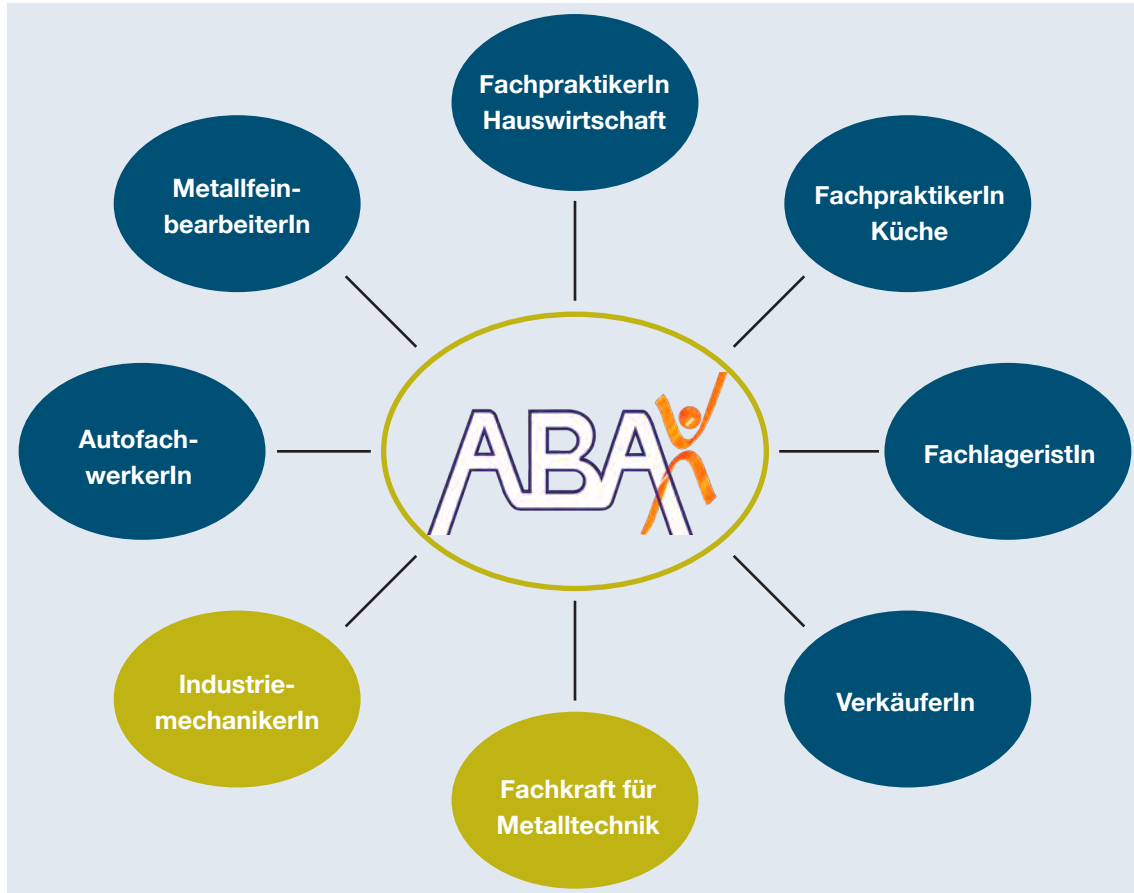 FachpraktikerIn
Hauswirtschaft
Metallfein-
bearbeiterIn
FachpraktikerIn
Küche
ABA
Autofach-
werkerIn
FachlageristIn
Industrie-
mechanikerIn
VerkäuferIn
Fachkraft für
Metalltechnik